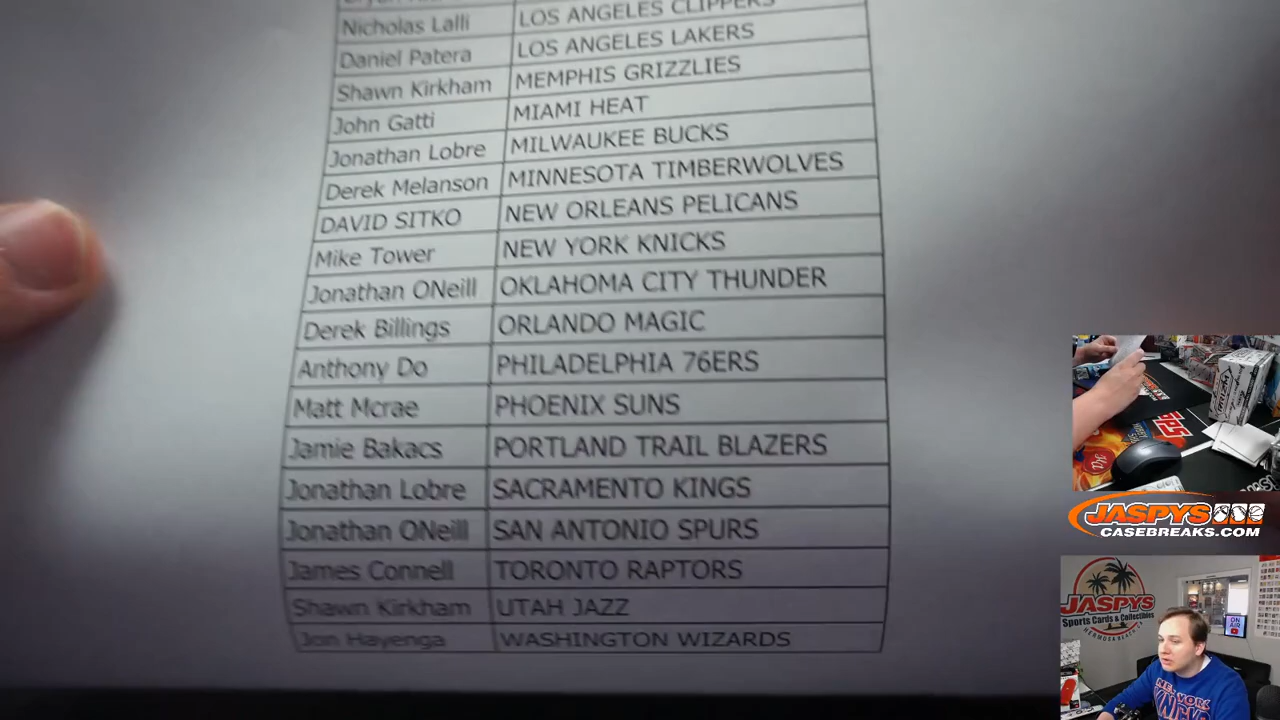 Nicholas Lalli LOS ANGELES CLIPPERS
Daniel Patera LOS ANGELES LAKERS
Shawn Kirkham MEMPHIS GRIZZLIES
John Gatti MIAMI HEAT
Jonathan Lobre MILWAUKEE BUCKS
Derek Melanson MINNESOTA TIMBERWOLVES
DAVID SITKO NEW ORLEANS PELICANS
Mike Tower NEW YORK KNICKS
Jonathan ONeill OKLAHOMA CITY THUNDER
Derek Billings ORLANDO MAGIC
Anthony Do PHILADELPHIA 76ERS
Matt Mcrae PHOENIX SUNS
Jamie Bakacs PORTLAND TRAIL BLAZERS
Jonathan Lobre SACRAMENTO KINGS
Jonathan ONeill SAN ANTONIO SPURS
James Connell TORONTO RAPTORS
Shawn Kirkham UTAH JAZZ
Jon WASHINGTON WIZARDS
JASPYS
CASEBREAKS.COM
JASPYS
Sports Cards & Collectibles
HERMOSA BEACH
ON AIR
NEW YORK